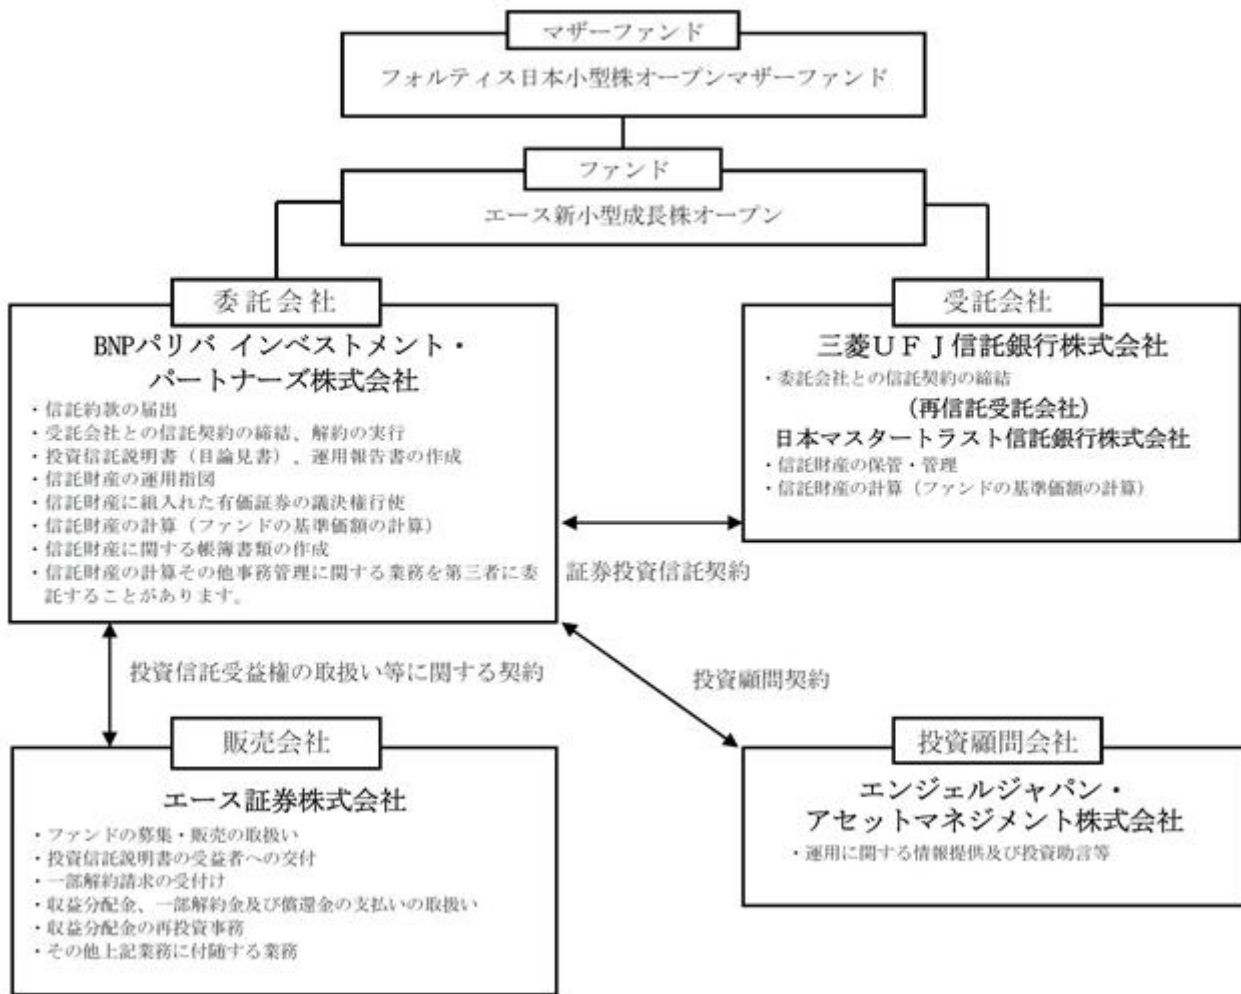 マザーファンド
フォルティス日本小型株オープンマザーファンド
ファンド
エース新小型成長株オープン
委託会社
BNPパリバ インベストメント・
パートナーズ株式会社
・信託約款の届出
・受託会社との信託契約の締結、解約の実行
・投資信託説明書（目論見書）、運用報告書の作成
・信託財産の運用指図
・信託財産に組入れた有価証券の議決権行使
・信託財産の計算（ファンドの基準価額の計算）
・信託財産に関する帳簿書類の作成
・信託財産の計算その他事務管理に関する業務を第三者に委
託することがあります。
受託会社
三菱ＵＦＪ信託銀行株式会社
・委託会社との信託契約の締結
（再信託受託会社）
日本マスタートラスト信託銀行株式会社
・信託財産の保管・管理
・信託財産の計算（ファンドの基準価額の計算）
証券投資信託契約
投資信託受益権の取扱い等に関する契約
投資顧問契約
販売会社
エース証券株式会社
・ファンドの募集・販売の取扱い
・投資信託説明書の受益者への交付
・一部解約請求の受付け
・収益分配金、一部解約金及び償還金の支払いの取扱い
・収益分配金の再投資事務
・その他上記業務に付随する業務
投資顧問会社
エンジェルジャパン・
アセットマネジメント株式会社
・運用に関する情報提供及び投資助言等